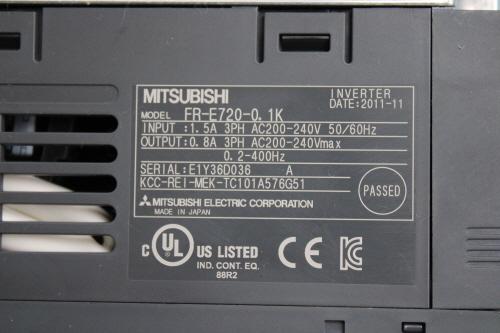 MITSUBISHI INVERTER
MODEL FR-E720-0.1K DATE:2011-11
INPUT :1.5A 3PH AC200-240V 50/60Hz
OUTPUT:0.8A 3PH AC200-240Vmax
0.2-400Hz
SERIAL:E1Y36D036 A
KCC-REI-MEK-TC101A576G51
PASSED
MITSUBISHI ELECTRIC CORPORATION
MADE IN JAPAN
C UL US LISTED CE
IND. CONT. EQ.
88R2